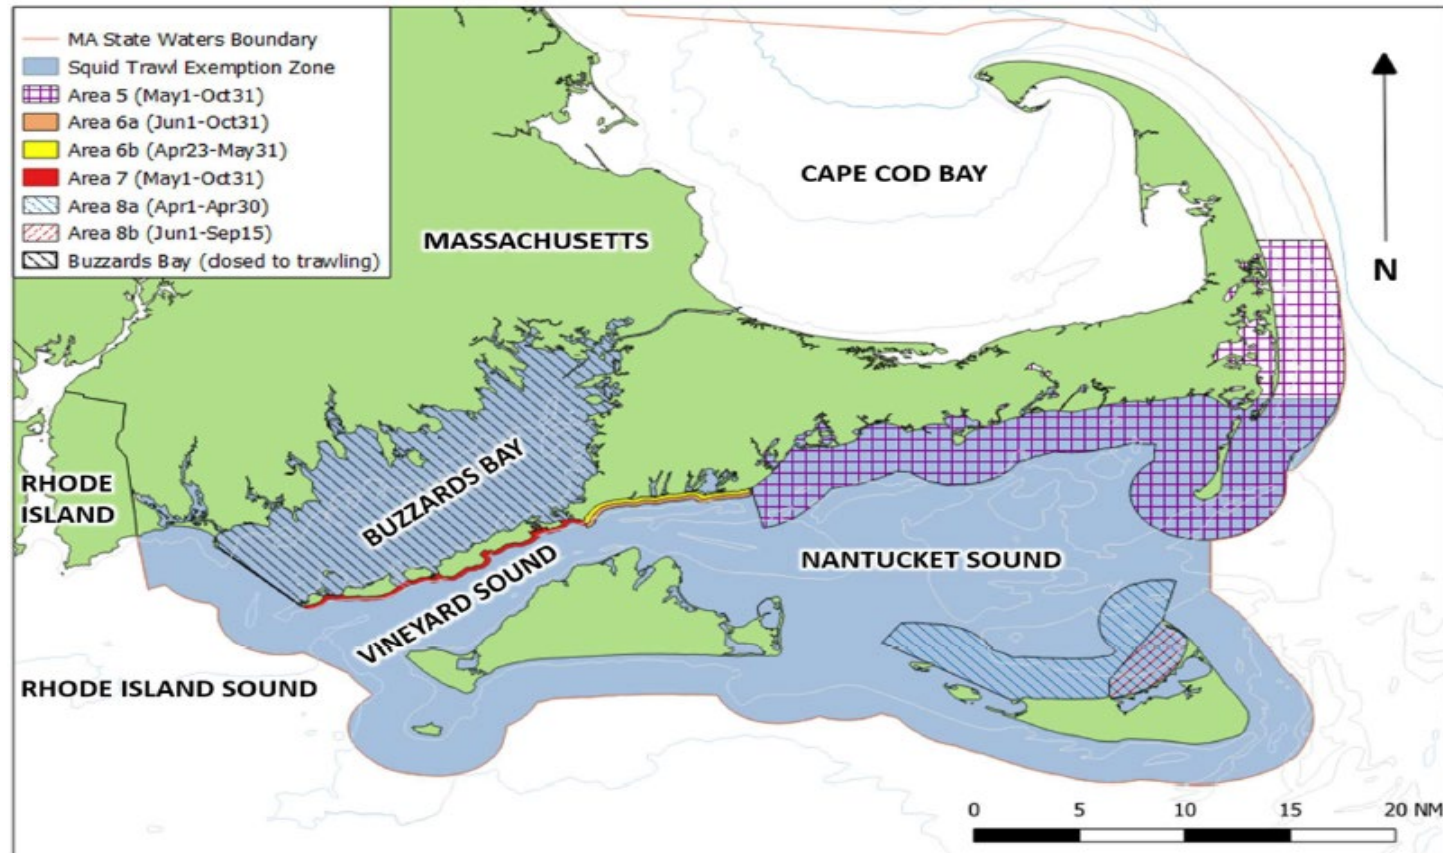 MA State Waters Boundary
Squid Trawl Exemption Zone
Area 5 (May1-Oct31)
Area 6a (Jun1-Oct31)
Area 6b (Apr23-May31)
Area 7 (May1-Oct31)
Area 8a (Apr1-Apr30)
Area 8b (Jun1-Sep15)
Buzzards Bay (closed to trawling)
CAPE COD BAY
MASSACHUSETTS
N
BUZZARDS BAY
RHODE
ISLAND
NANTUCKET SOUND
VINEYARD SOUND
RHODE ISLAND SOUND
0 5 10 15 20 NM